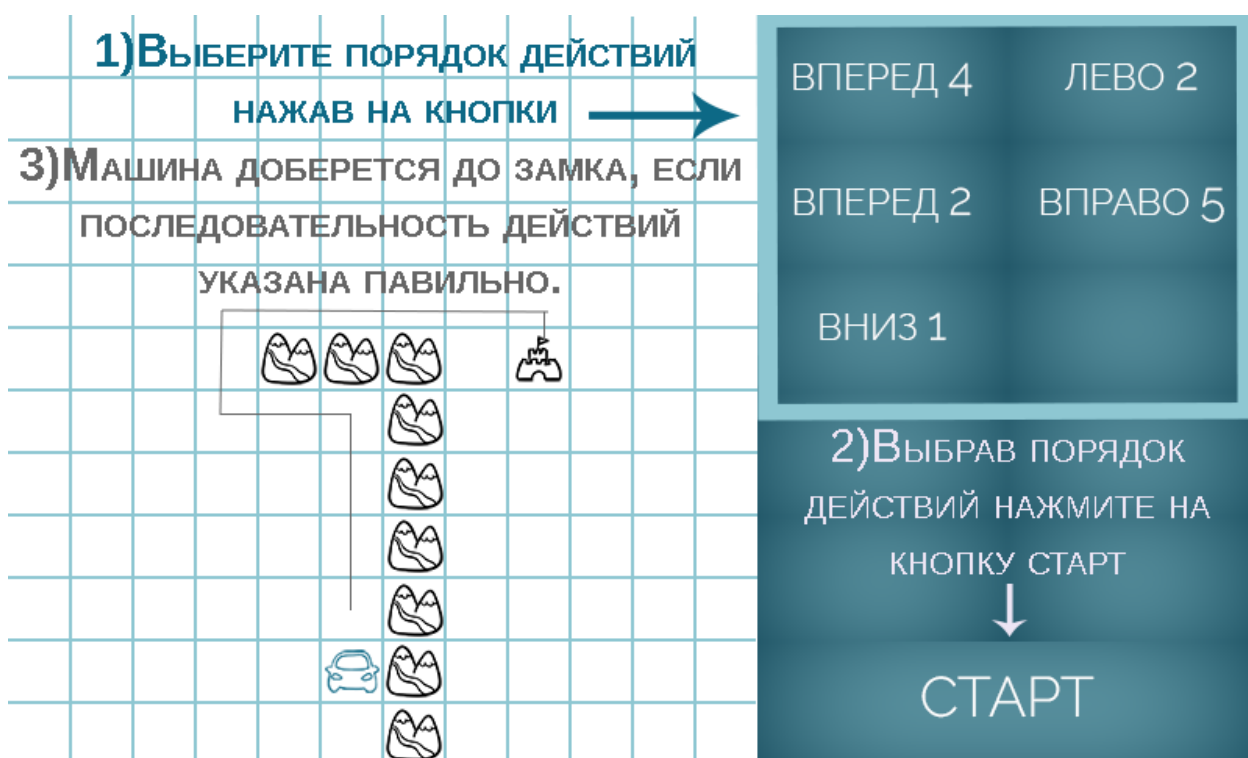 1)Выберите порядок действий
нажав на кнопки
3)Машина доберется до замка, если
последовательность действий
указана павильно.
ВПЕРЕД 4
ЛЕВО 2
ВПЕРЕД 2
ВПРАВО 5
ВНИЗ 1
2)Выбрав порядок
действий нажмите на
кнопку старт
СТАРТ